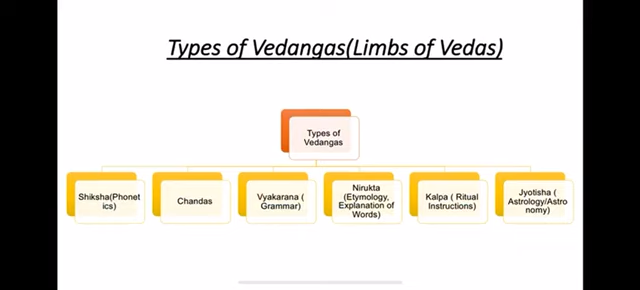 Types of Vedangas(Limbs of Vedas)
Types of
Vedangas
Shiksha(Phonet
ics)
Chandas
Vyakarana (
Grammar)
Nirukta
(Etymology,
Explanation of
Words)
Kalpa ( Ritual
Instructions)
Jyotisha (
Astrology/Astro
nomy)